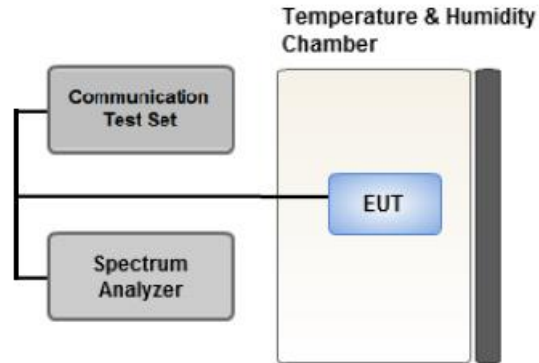 Temperature & Humidity
Chamber
Communication
Test Set
EUT
Spectrum
Analyzer